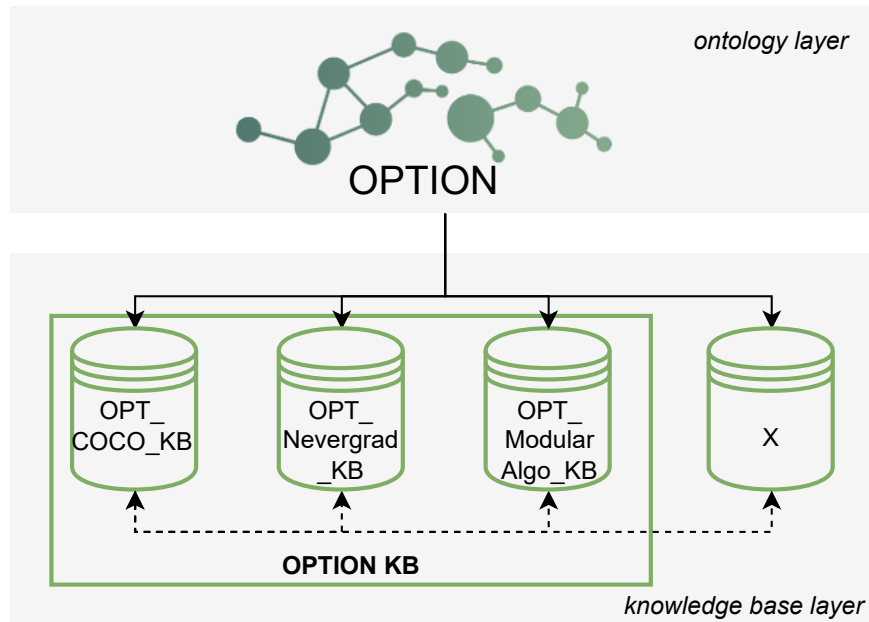 ontology layer
OPTION
OPT_
COCO_KB
OPT_
Nevergrad
_KB
OPT_
Modular
Algo_KB
X
OPTION KB
knowledge base layer